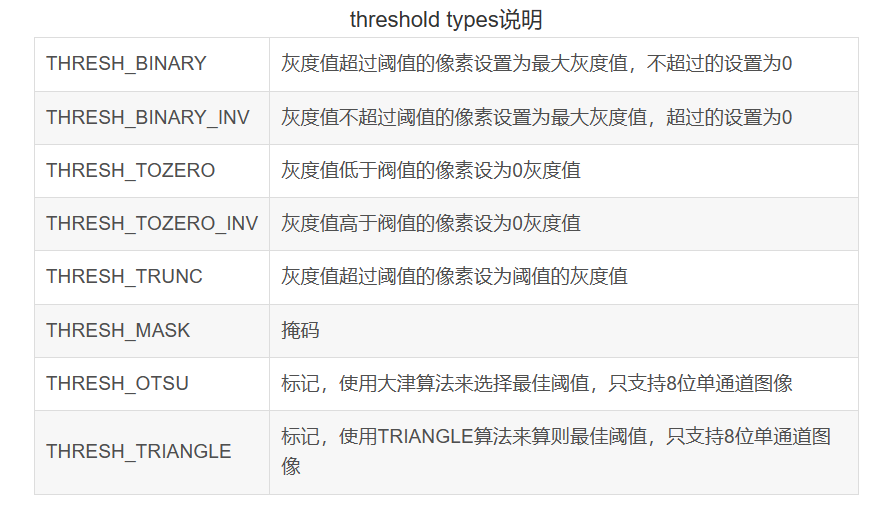 threshold types说明
THRESH_BINARY 灰度值超过阈值的像素设置为最大灰度值，不超过的设置为0
THRESH_BINARY_INV 灰度值不超过阈值的像素设置为最大灰度值，超过的设置为0
THRESH_TOZERO 灰度值低于阀值的像素设为0灰度值
THRESH_TOZERO_INV 灰度值高于阀值的像素设为0灰度值
THRESH_TRUNC 灰度值超过阈值的像素设为阈值的灰度值
THRESH_MASK 掩码
THRESH_OTSU 标记，使用大津算法来选择最佳阈值，只支持8位单通道图像
THRESH_TRIANGLE 标记，使用TRIANGLE算法来算则最佳阈值，只支持8位单通道图
像